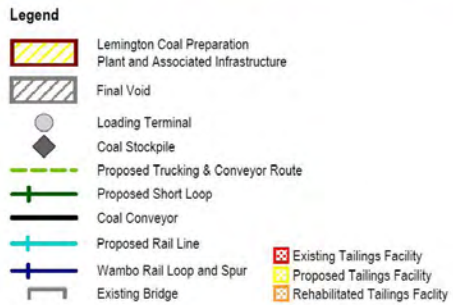 Legend
Lemington Coal Preparation
Plant and Associated Infrastructure
Final Void
Loading Terminal
Coal Stockpile
Proposed Trucking & Conveyor Route
Proposed Short Loop
Coal Conveyor
Proposed Rail Line
Wambo Rail Loop and Spur
Existing Bridge
Existing Tailings Facility
Proposed Tailings Facility
Rehabilitated Tailings Facility